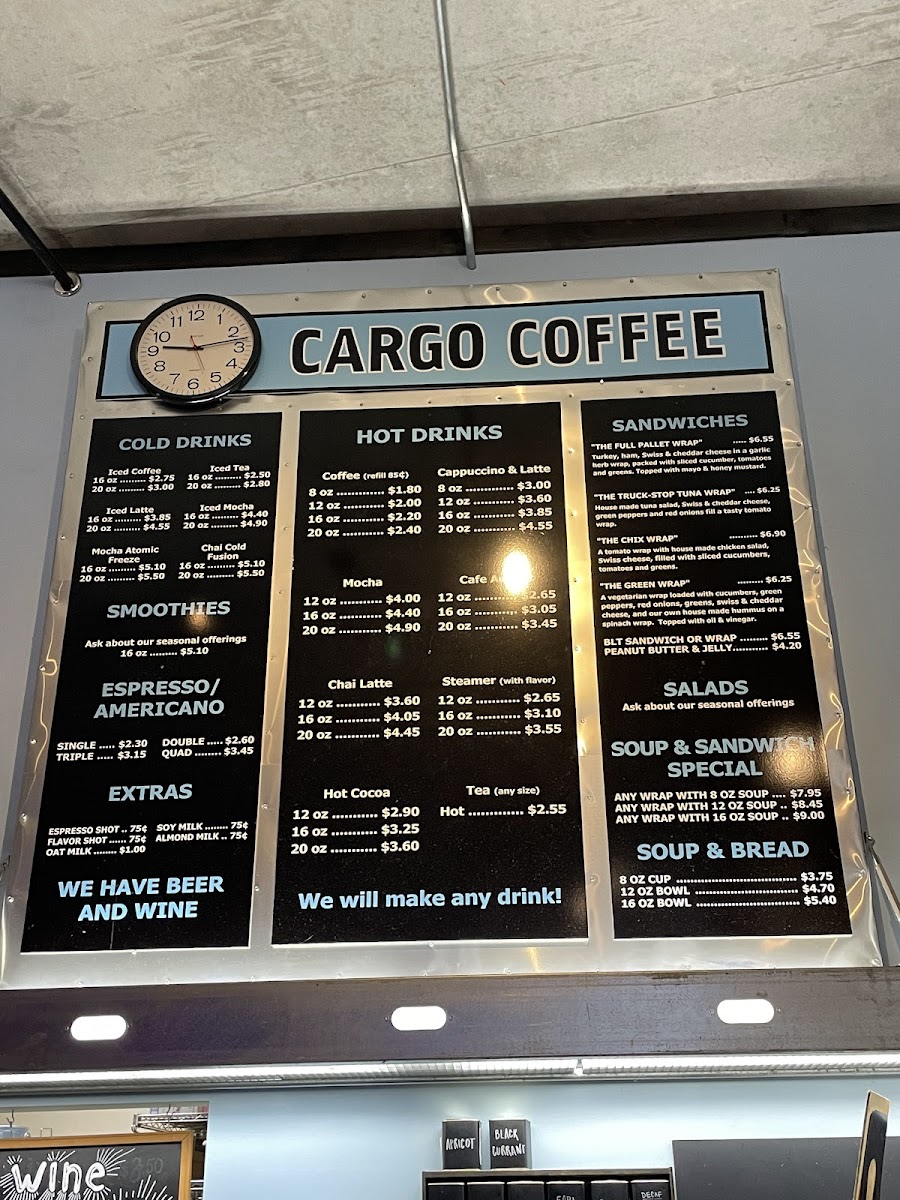 12
1
2
3
4
5
6
7
8
9
10
11
CARGO COFFEE
COLD DRINKS
Iced Coffee
16 oz ......... $2.75
20 oz ......... $3.00
Iced Tea
16 oz ......... $2.50
20 oz ......... $2.80
Iced Latte
16 oz ......... $3.85
20 oz ......... $4.55
Iced Mocha
16 oz ......... $4.40
20 oz ......... $4.90
Mocha Atomic
Freeze
16 oz ......... $5.10
20 oz ......... $5.50
Chai Cold
Fusion
16 oz ......... $5.10
20 oz ......... $5.50
SMOOTHIES
Ask about our seasonal offerings
16 oz ......... $5.10
ESPRESSO/
AMERICANO
SINGLE ..... $2.30
TRIPLE ..... $3.15
DOUBLE ..... $2.60
QUAD ........ $3.45
EXTRAS
ESPRESSO SHOT .. 75¢
FLAVOR SHOT ...... 75¢
OAT MILK ........ $1.00
SOY MILK ........ 75¢
ALMOND MILK .. 75¢
WE HAVE BEER
AND WINE
HOT DRINKS
Coffee (refill 85¢)
8 oz ............ $1.80
12 oz ........... $2.00
16 oz ........... $2.20
20 oz ........... $2.40
Cappuccino & Latte
8 oz ............ $3.00
12 oz ........... $3.60
16 oz ........... $3.85
20 oz ........... $4.55
Mocha
12 oz ........... $4.00
16 oz ........... $4.40
20 oz ........... $4.90
Cafe
12 oz ........... $2.65
16 oz ........... $3.05
20 oz ........... $3.45
Chai Latte
12 oz ........... $3.60
16 oz ........... $4.05
20 oz ........... $4.45
Steamer (with flavor)
12 oz ........... $2.65
16 oz ........... $3.10
20 oz ........... $3.55
Hot Cocoa
12 oz ........... $2.90
16 oz ........... $3.25
20 oz ........... $3.60
Tea (any size)
Hot .............. $2.55
We will make any drink!
SANDWICHES
"THE FULL PALLET WRAP" ..... $6.55
Turkey, ham, Swiss & cheddar cheese in a garlic
herb wrap, packed with sliced cucumber, tomatoes
and greens. Topped with mayo & honey mustard.
"THE TRUCK-STOP TUNA WRAP" .... $6.25
House made tuna salad, Swiss & cheddar cheese,
green peppers and red onions fill a tasty tomato
wrap.
"THE CHIX WRAP" .......... $6.90
A tomato wrap with house made chicken salad,
Swiss cheese, filled with sliced cucumbers,
tomatoes and greens.
"THE GREEN WRAP" ......... $6.25
A vegetarian wrap loaded with cucumbers, green
peppers, red onions, greens, swiss & cheddar
cheese, and our own house made hummus on a
spinach wrap. Topped with oil & vinegar.
BLT SANDWICH OR WRAP .......... $6.55
PEANUT BUTTER & JELLY............ $4.20
SALADS
Ask about our seasonal offerings
SOUP & SANDWICH
SPECIAL
ANY WRAP WITH 8 OZ SOUP .... $7.95
ANY WRAP WITH 12 OZ SOUP .. $8.45
ANY WRAP WITH 16 OZ SOUP .. $9.00
SOUP & BREAD
8 OZ CUP ................................ $3.75
12 OZ BOWL ........................... $4.70
16 OZ BOWL ........................... $5.40
APRICOT
BLACK
CURRANT
wine
DECAF